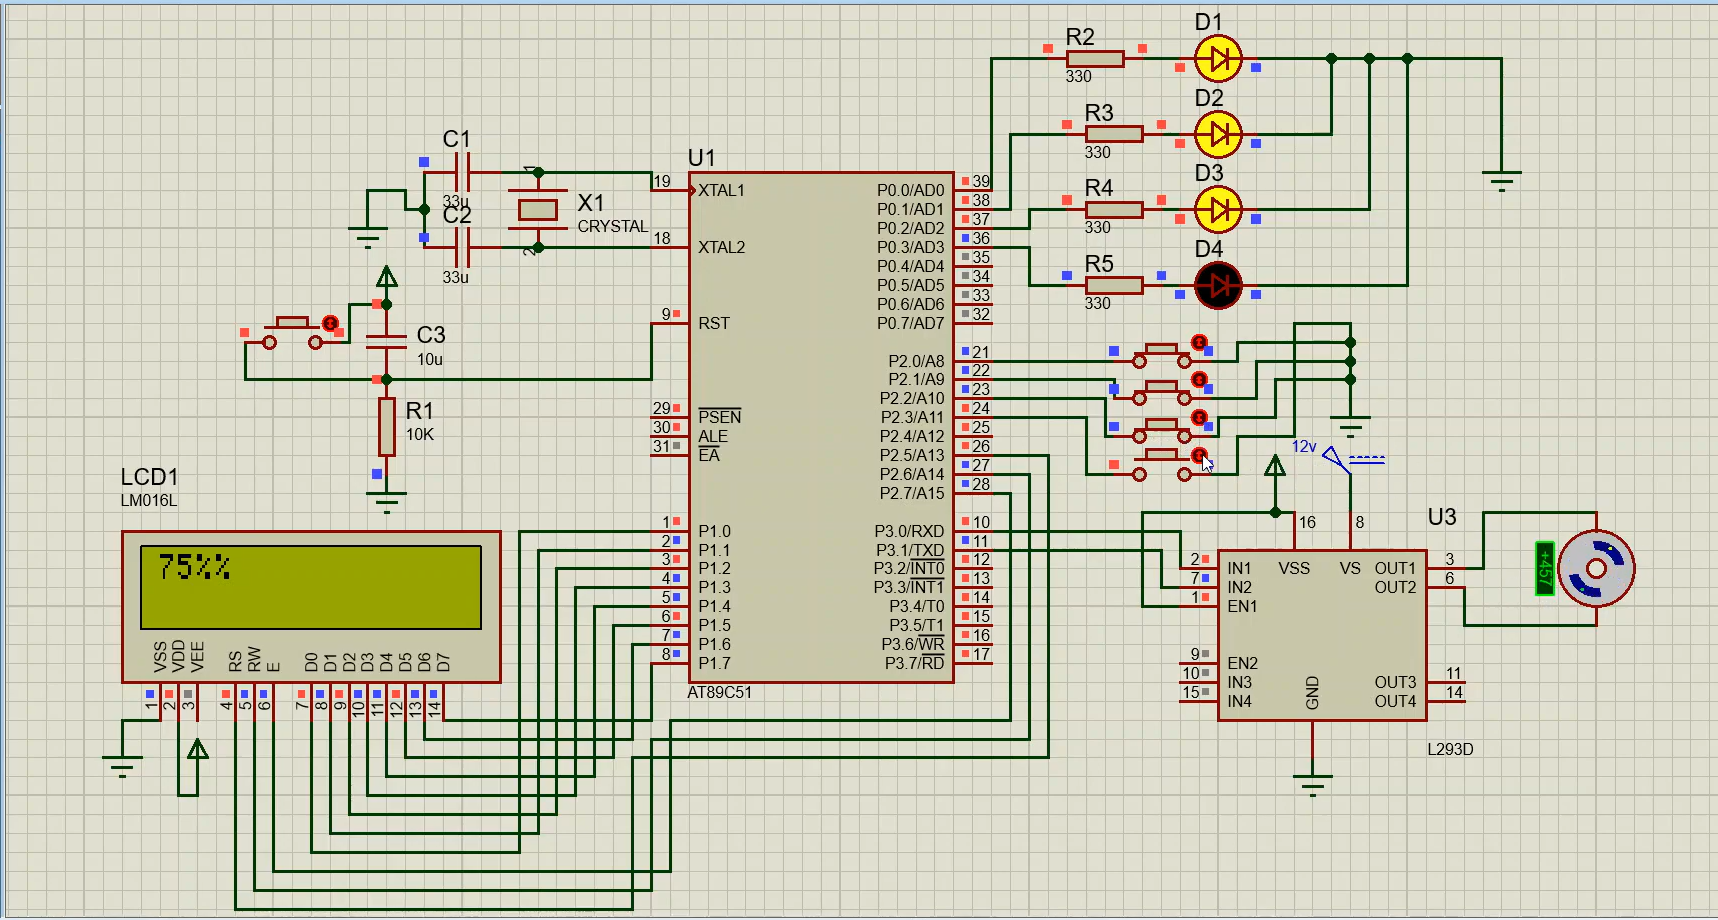 D1
R2
330
D2
R3
330
D3
R4
330
D4
R5
330
C1
33u
C2
33u
1
2
X1
CRYSTAL
C3
10u
R1
10K
U1
19 XTAL1
18 XTAL2
9 RST
29 PSEN
30 ALE
31 EA
1 P1.0
2 P1.1
3 P1.2
4 P1.3
5 P1.4
6 P1.5
7 P1.6
8 P1.7
P0.0/AD0 39
P0.1/AD1 38
P0.2/AD2 37
P0.3/AD3 36
P0.4/AD4 35
P0.5/AD5 34
P0.6/AD6 33
P0.7/AD7 32
P2.0/A8 21
P2.1/A9 22
P2.2/A10 23
P2.3/A11 24
P2.4/A12 25
P2.5/A13 26
P2.6/A14 27
P2.7/A15 28
P3.0/RXD 10
P3.1/TXD 11
P3.2/INT0 12
P3.3/INT1 13
P3.4/T0 14
P3.5/T1 15
P3.6/WR 16
P3.7/RD 17
AT89C51
LCD1
LM016L
75%%
VSS VDD VEE RS RW E D0 D1 D2 D3 D4 D5 D6 D7
1 2 3 4 5 6 7 8 9 10 11 12 13 14
12v
U3
16 8
2 IN1 VSS VS OUT1 3
7 IN2 OUT2 6
1 EN1
9 EN2
10 IN3 OUT3 11
15 IN4 GND OUT4 14
L293D
+457